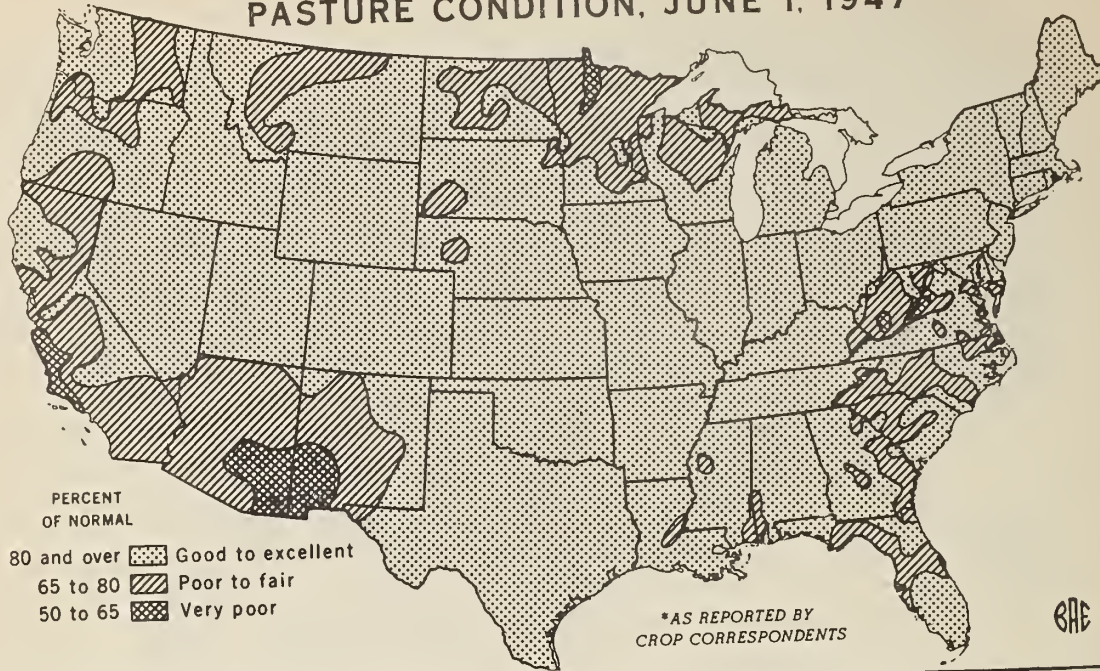 PASTURE CONDITION, JUNE 1, 1947
PERCENT
OF NORMAL
80 and over Good to excellent
65 to 80 Poor to fair
50 to 65 Very poor
*AS REPORTED BY
CROP CORRESPONDENTS
BAE